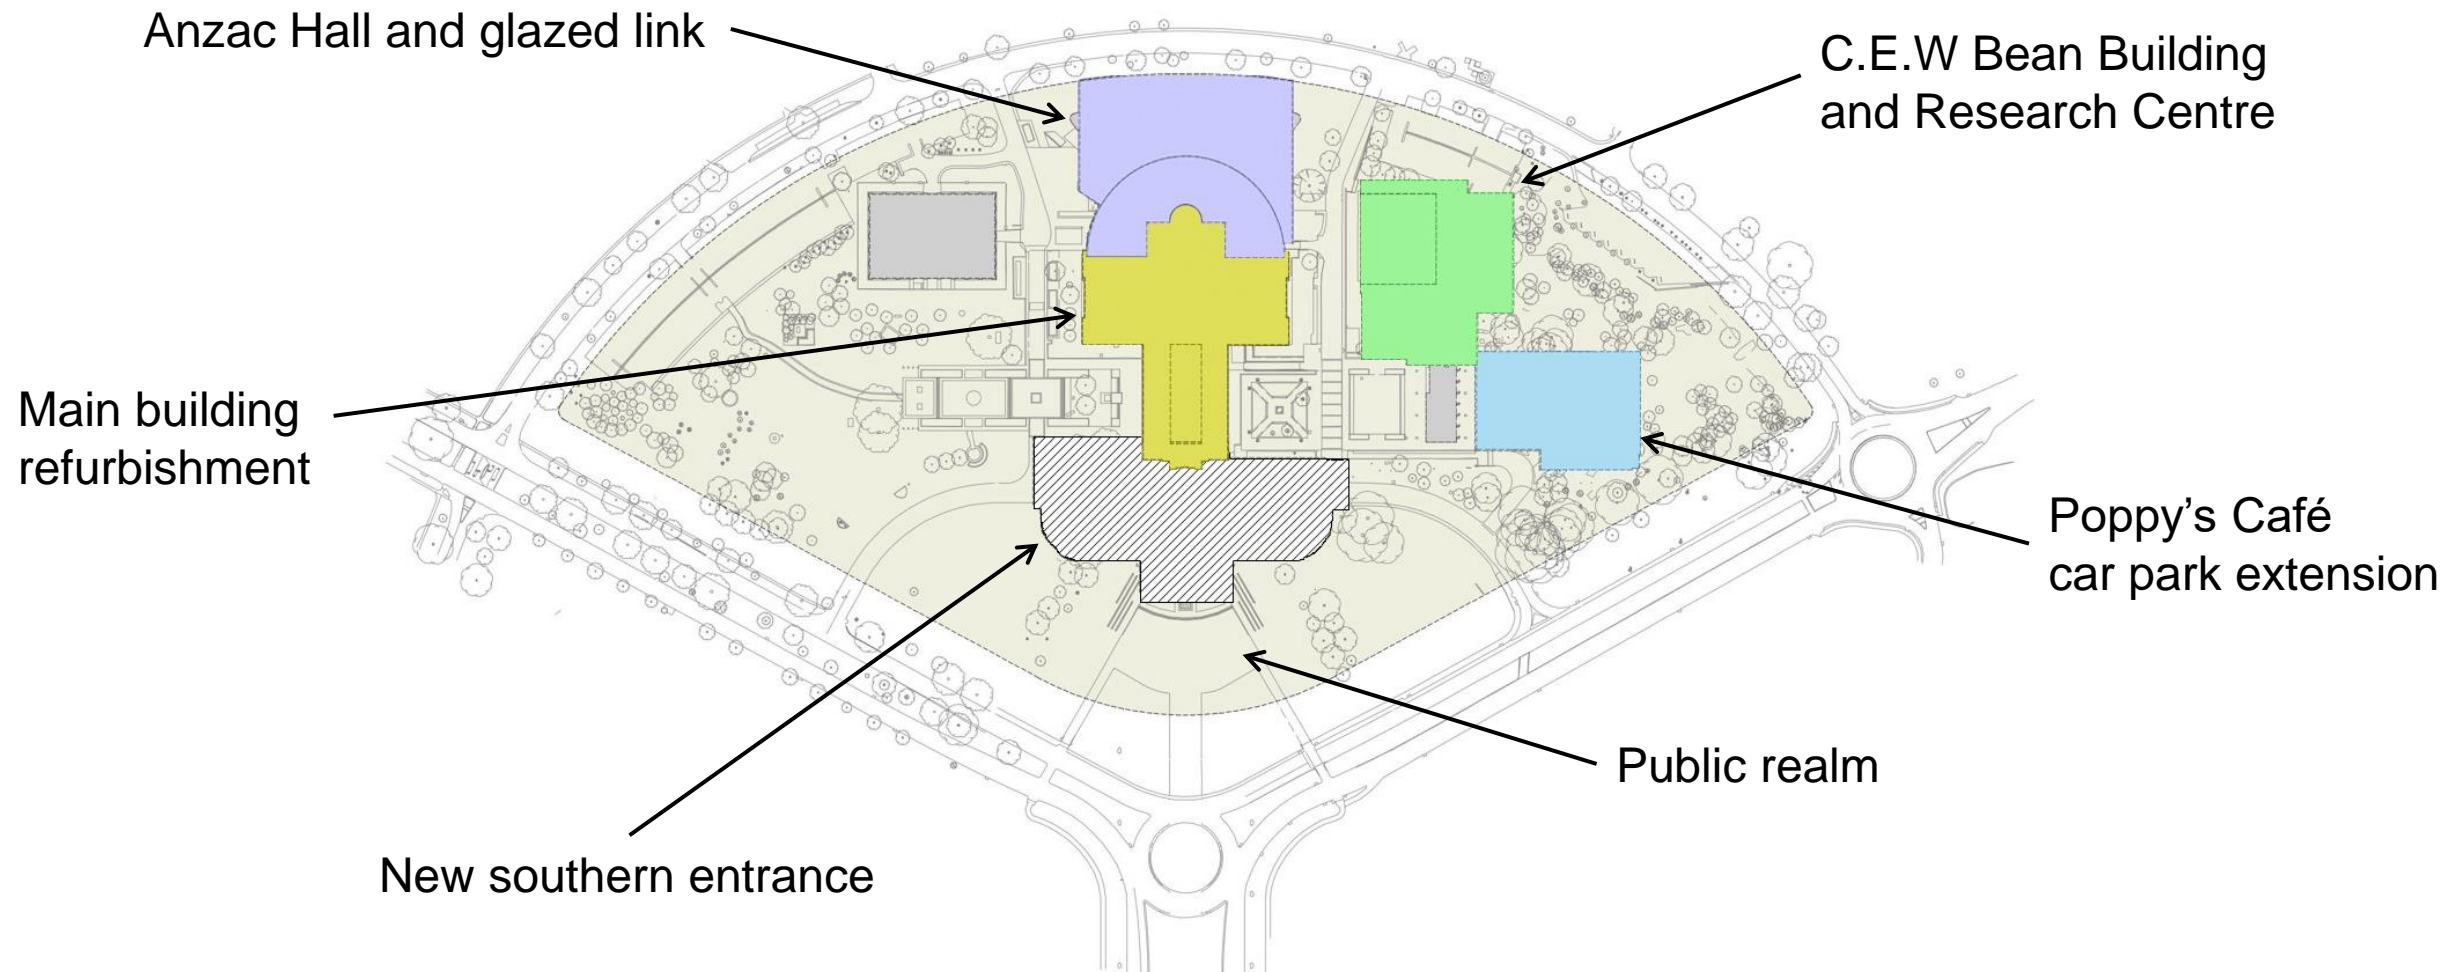 Anzac Hall and glazed link
C.E.W Bean Building
and Research Centre
Main building
refurbishment
Poppy’s Café
car park extension
Public realm
New southern entrance